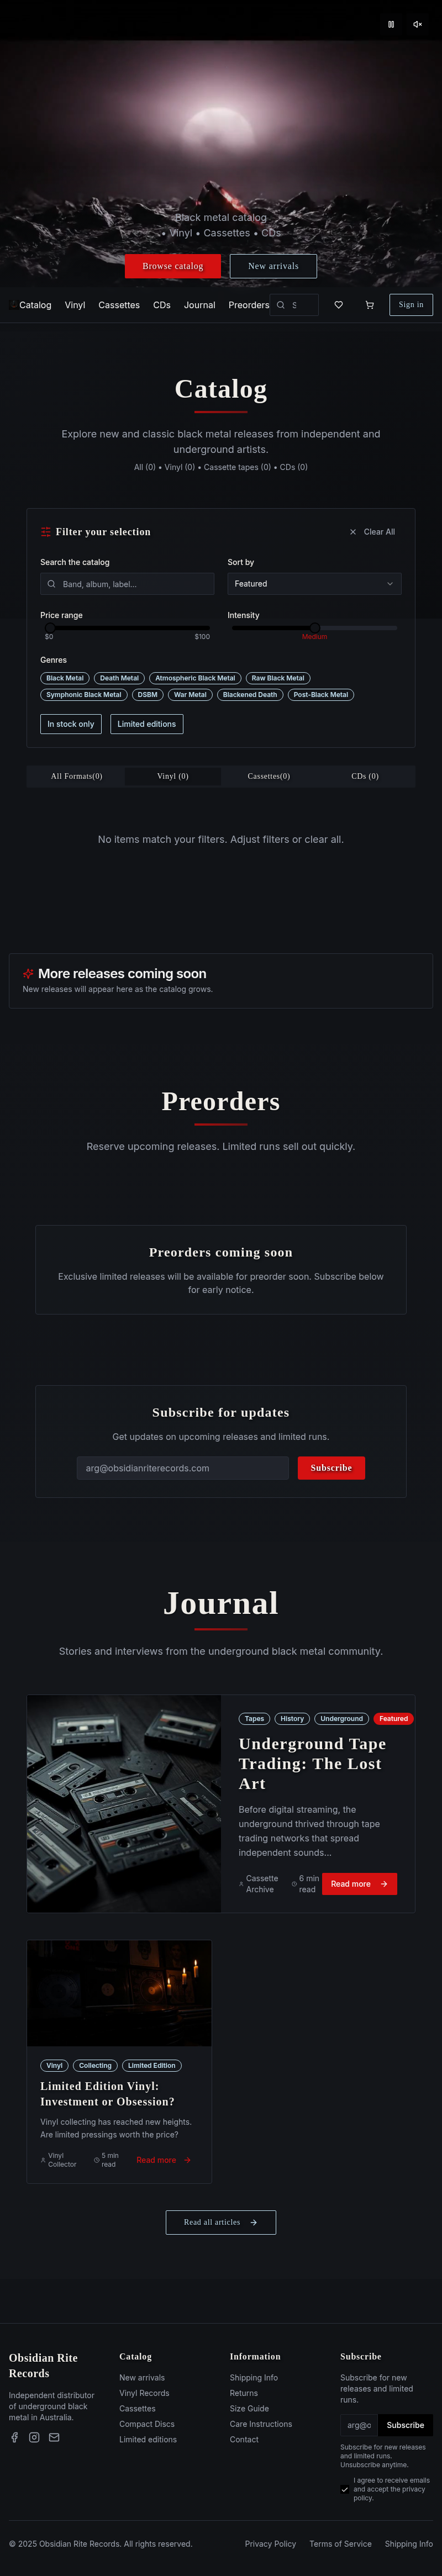 Black metal catalog
• Vinyl • Cassettes • CDs
Browse catalog
New arrivals
Catalog
Vinyl
Cassettes
CDs
Journal
Preorders
Sign in
Catalog
Explore new and classic black metal releases from independent and
underground artists.
All (0) • Vinyl (0) • Cassette tapes (0) • CDs (0)
Filter your selection
Clear All
Search the catalog
Sort by
Band, album, label...
Featured
Price range
Intensity
$0
$100
Medium
Genres
Black Metal
Death Metal
Atmospheric Black Metal
Raw Black Metal
Symphonic Black Metal
DSBM
War Metal
Blackened Death
Post-Black Metal
In stock only
Limited editions
All Formats(0)
Vinyl (0)
Cassettes(0)
CDs (0)
No items match your filters. Adjust filters or clear all.
More releases coming soon
New releases will appear here as the catalog grows.
Preorders
Reserve upcoming releases. Limited runs sell out quickly.
Preorders coming soon
Exclusive limited releases will be available for preorder soon. Subscribe below
for early notice.
Subscribe for updates
Get updates on upcoming releases and limited runs.
arg@obsidianriterecords.com
Subscribe
Journal
Stories and interviews from the underground black metal community.
Tapes
History
Underground
Featured
Underground Tape
Trading: The Lost
Art
Before digital streaming, the
underground thrived through tape
trading networks that spread
independent sounds...
Cassette
Archive
6 min
read
Read more
Vinyl
Collecting
Limited Edition
Limited Edition Vinyl:
Investment or Obsession?
Vinyl collecting has reached new heights.
Are limited pressings worth the price?
Vinyl
Collector
5 min
read
Read more
Read all articles
Obsidian Rite
Records
Independent distributor
of underground black
metal in Australia.
Catalog
New arrivals
Vinyl Records
Cassettes
Compact Discs
Limited editions
Information
Shipping Info
Returns
Size Guide
Care Instructions
Contact
Subscribe
Subscribe for new
releases and limited
runs.
arg@c
Subscribe
Subscribe for new releases
and limited runs.
Unsubscribe anytime.
I agree to receive emails
and accept the privacy
policy.
© 2025 Obsidian Rite Records. All rights reserved.
Privacy Policy
Terms of Service
Shipping Info